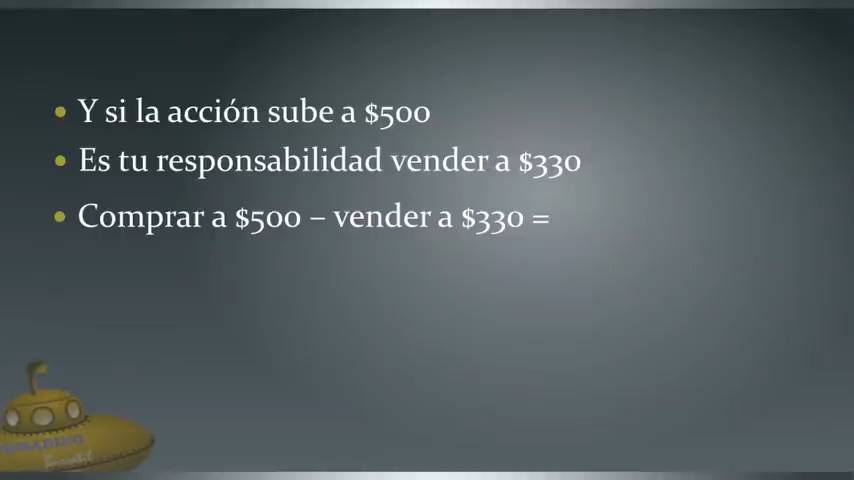 Y si la acción sube a $500
Es tu responsabilidad vender a $330
Comprar a $500 – vender a $330 =